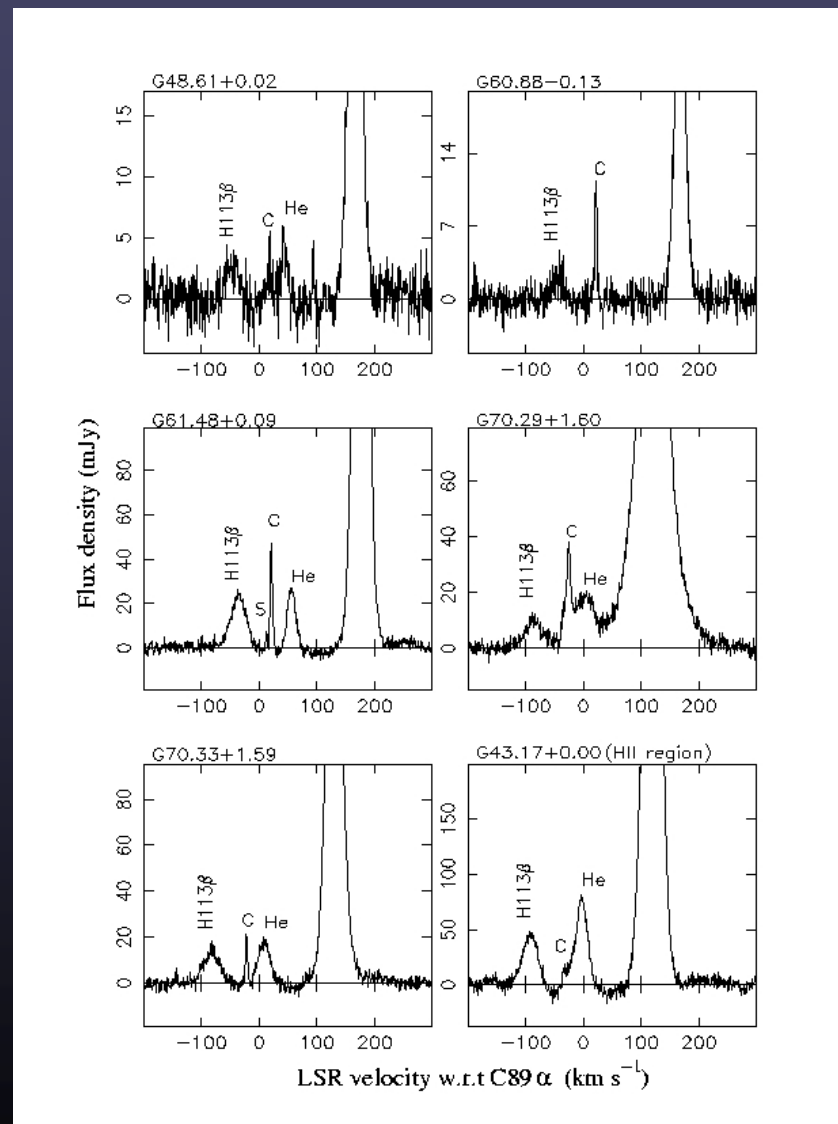 G48.61+0.02
15
10
5
0
H113β
C
He
−100 0 100 200
G60.88−0.13
14
7
0
H113β
C
−100 0 100 200
G61.48+0.09
80
60
40
20
0
H113β
S
C
He
−100 0 100 200
G70.29+1.60
60
40
20
0
H113β
C
He
−100 0 100 200
G70.33+1.59
80
60
40
20
0
H113β
C
He
−100 0 100 200
G43.17+0.00 (HII region)
150
100
50
0
H113β
C
He
−100 0 100 200
Flux density (mJy)
LSR velocity w.r.t C89 α (km s⁻¹)